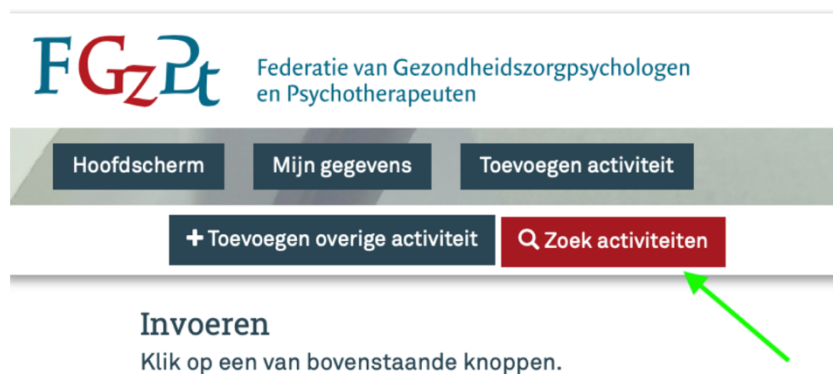 FGzPt
Federatie van Gezondheidszorgpsychologen
en Psychotherapeuten
Hoofdscherm
Mijn gegevens
Toevoegen activiteit
+ Toevoegen overige activiteit
Zoek activiteiten
Invoeren
Klik op een van bovenstaande knoppen.